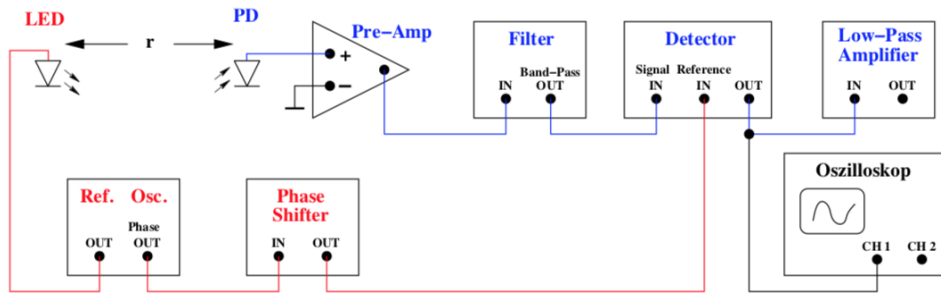 LED
r
PD
Pre−Amp
+
−
Filter
Band−Pass
IN OUT
Detector
Signal Reference
IN IN OUT
Low−Pass
Amplifier
IN OUT
Ref. Osc.
Phase
OUT OUT
Phase
Shifter
IN OUT
Oszilloskop
CH 1 CH 2